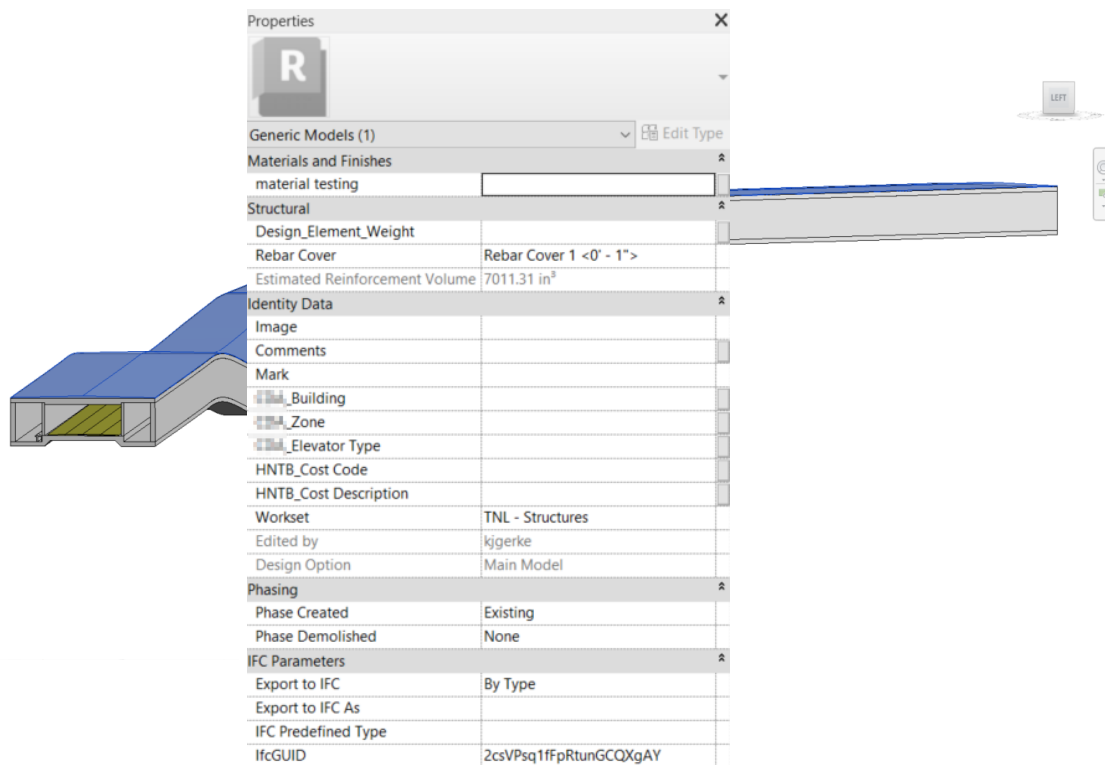 Properties
R
Generic Models (1) Edit Type
LEFT
Materials and Finishes
material testing
Structural
Design_Element_Weight
Rebar Cover Rebar Cover 1 <0' - 1">
Estimated Reinforcement Volume 7011.31 in³
Identity Data
Image
Comments
Mark
_Building
_Zone
_Elevator Type
HNTB_Cost Code
HNTB_Cost Description
Workset TNL - Structures
Edited by kjgerke
Design Option Main Model
Phasing
Phase Created Existing
Phase Demolished None
IFC Parameters
Export to IFC By Type
Export to IFC As
IFC Predefined Type
IfcGUID 2csVPsq1fFpRtunGCQXgAY